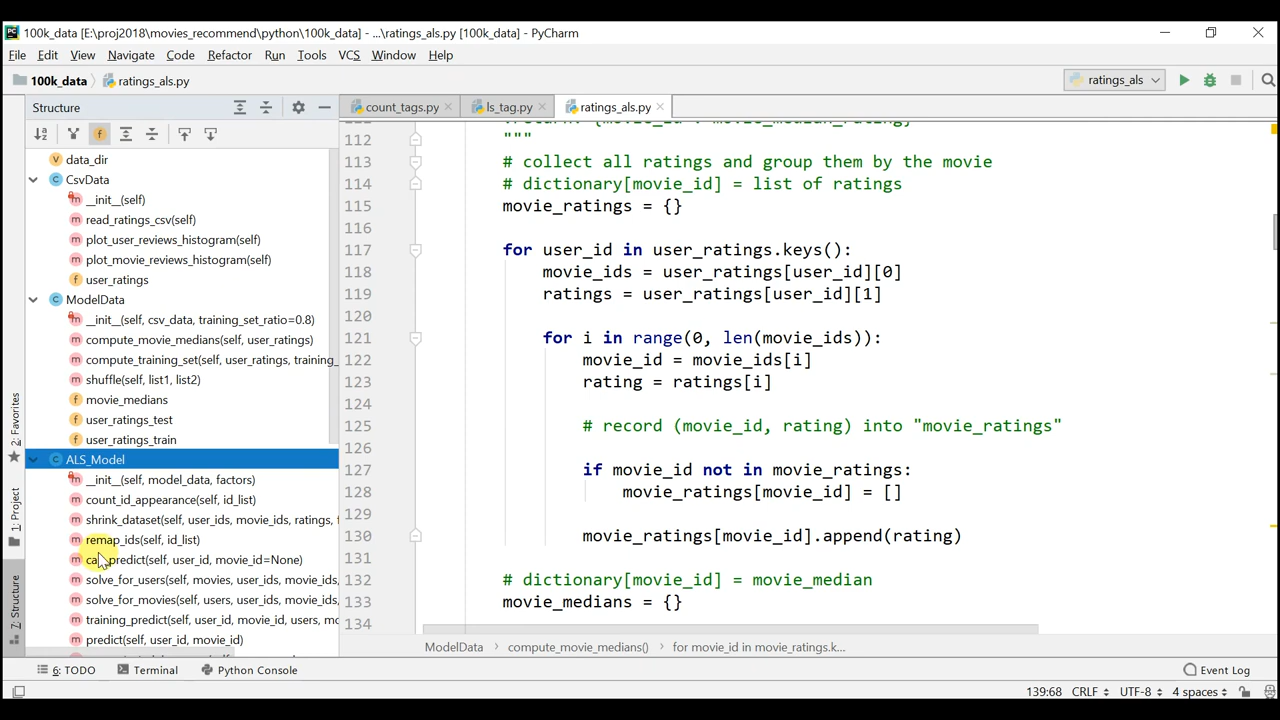 100k_data [E:\proj2018\movies_recommend\python\100k_data] - ...\ratings_als.py [100k_data] - PyCharm
File Edit View Navigate Code Refactor Run Tools VCS Window Help
100k_data ratings_als.py ratings_als
Structure
count_tags.py ls_tag.py ratings_als.py
data_dir
CsvData
__init__(self)
read_ratings_csv(self)
plot_user_reviews_histogram(self)
plot_movie_reviews_histogram(self)
user_ratings
ModelData
__init__(self, csv_data, training_set_ratio=0.8)
compute_movie_medians(self, user_ratings)
compute_training_set(self, user_ratings, training_
shuffle(self, list1, list2)
movie_medians
user_ratings_test
user_ratings_train
ALS_Model
__init__(self, model_data, factors)
count_id_appearance(self, id_list)
shrink_dataset(self, user_ids, movie_ids, ratings,
remap_ids(self, id_list)
predict(self, user_id, movie_id=None)
solve_for_users(self, movies, user_ids, movie_ids,
solve_for_movies(self, users, user_ids, movie_ids,
training_predict(self, user_id, movie_id, users, mo
predict(self, user_id, movie_id)
112 """
113 # collect all ratings and group them by the movie
114 # dictionary[movie_id] = list of ratings
115 movie_ratings = {}
116
117 for user_id in user_ratings.keys():
118 movie_ids = user_ratings[user_id][0]
119 ratings = user_ratings[user_id][1]
120
121 for i in range(0, len(movie_ids)):
122 movie_id = movie_ids[i]
123 rating = ratings[i]
124
125 # record (movie_id, rating) into "movie_ratings"
126
127 if movie_id not in movie_ratings:
128 movie_ratings[movie_id] = []
129
130 movie_ratings[movie_id].append(rating)
131
132 # dictionary[movie_id] = movie_median
133 movie_medians = {}
134
ModelData compute_movie_medians() for movie_id in movie_ratings.k...
2: Favorites
1: Project
7: Structure
6: TODO Terminal Python Console Event Log
139:68 CRLF UTF-8 4 spaces